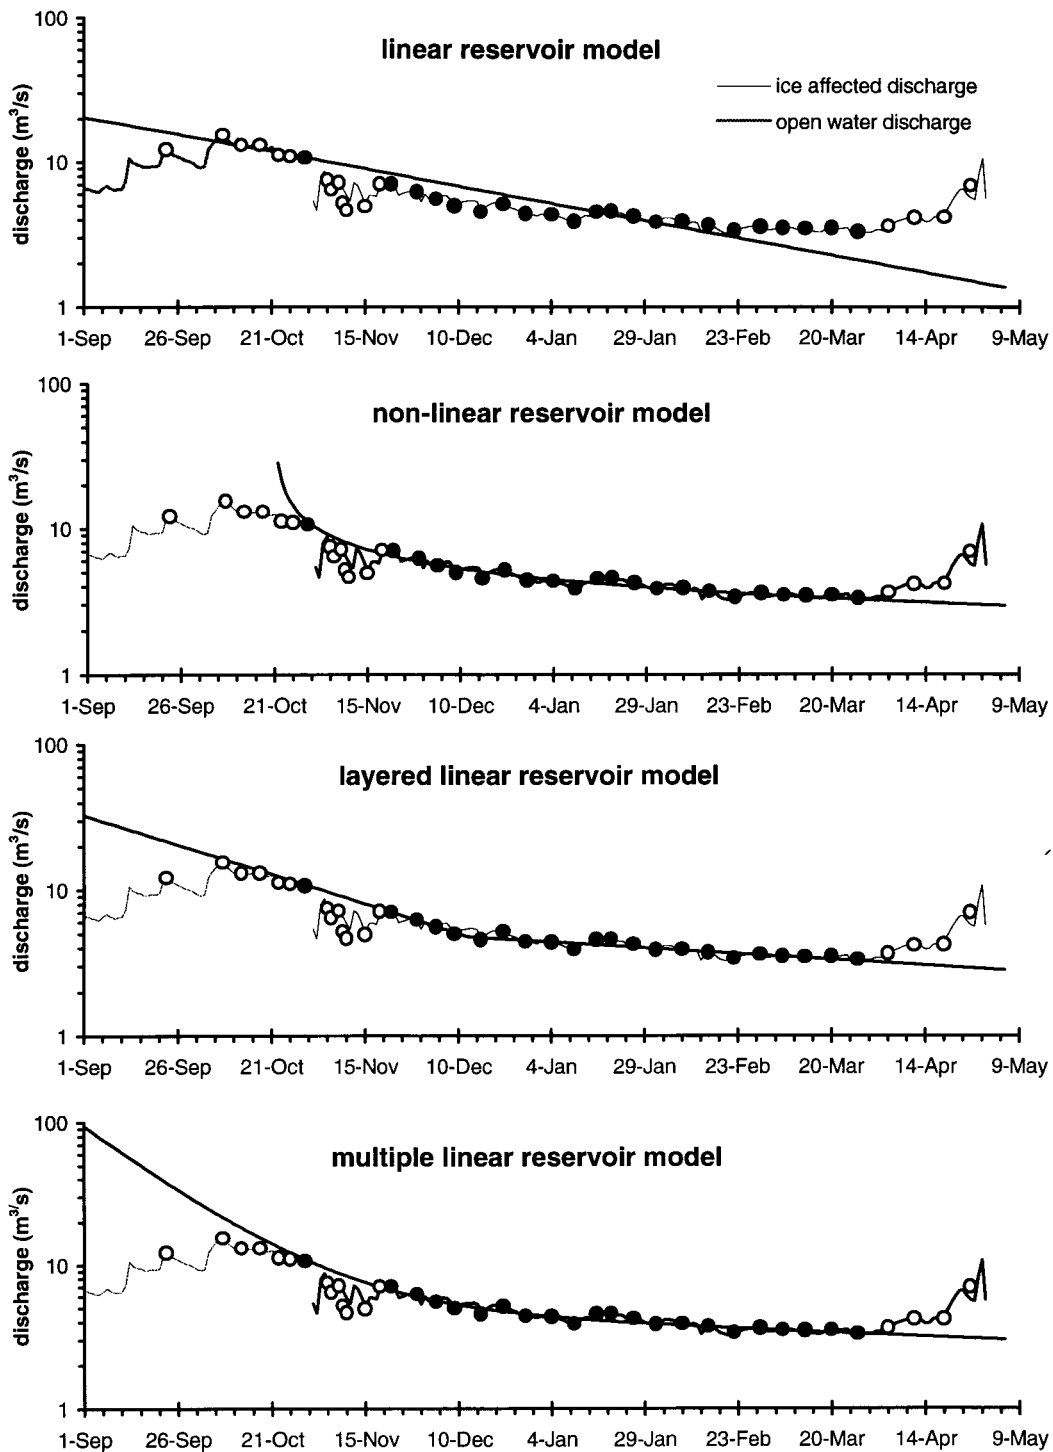 linear reservoir model
ice affected discharge
open water discharge
discharge (m³/s)
100
10
1
1-Sep 26-Sep 21-Oct 15-Nov 10-Dec 4-Jan 29-Jan 23-Feb 20-Mar 14-Apr 9-May
non-linear reservoir model
discharge (m³/s)
100
10
1
1-Sep 26-Sep 21-Oct 15-Nov 10-Dec 4-Jan 29-Jan 23-Feb 20-Mar 14-Apr 9-May
layered linear reservoir model
discharge (m³/s)
100
10
1
1-Sep 26-Sep 21-Oct 15-Nov 10-Dec 4-Jan 29-Jan 23-Feb 20-Mar 14-Apr 9-May
multiple linear reservoir model
discharge (m³/s)
100
10
1
1-Sep 26-Sep 21-Oct 15-Nov 10-Dec 4-Jan 29-Jan 23-Feb 20-Mar 14-Apr 9-May